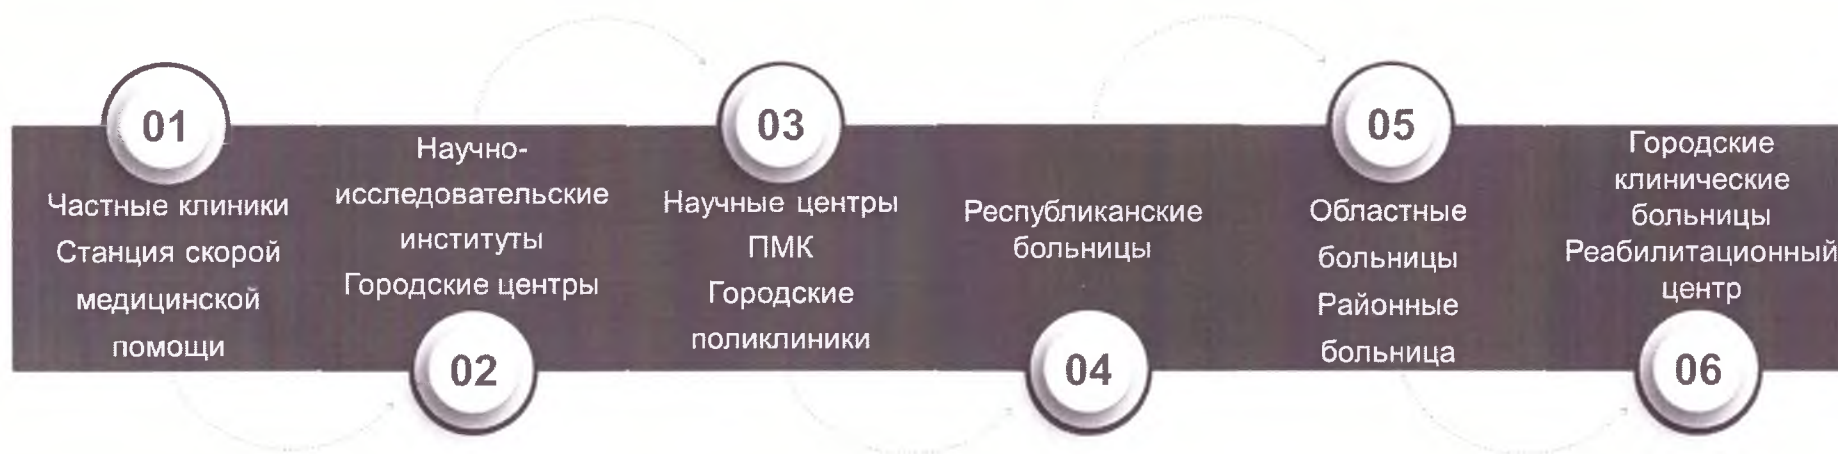 01
Частные клиники
Станция скорой
медицинской
помощи
Научно-
исследовательские
институты
Городские центры
02
03
Научные центры
ПМК
Городские
поликлиники
Республиканские
больницы
04
05
Областные
больницы
Районные
больница
Городские
клинические
больницы
Реабилитационный
центр
06